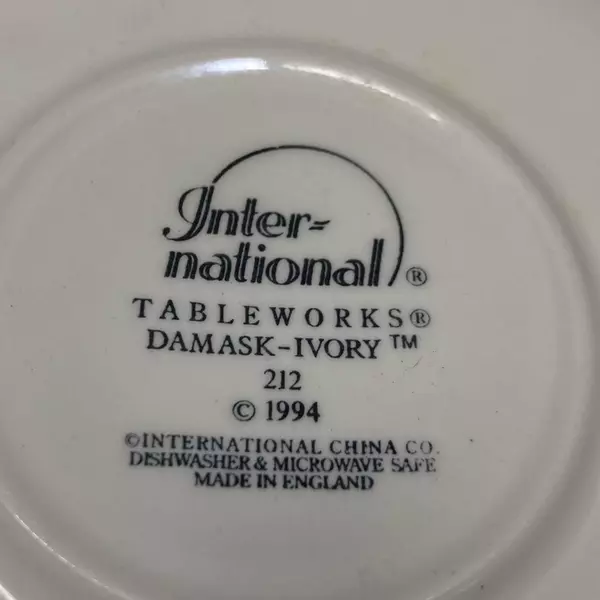 Inter-
national®
TABLEWORKS®
DAMASK-IVORY™
212
© 1994
©INTERNATIONAL CHINA CO.
DISHWASHER & MICROWAVE SAFE
MADE IN ENGLAND